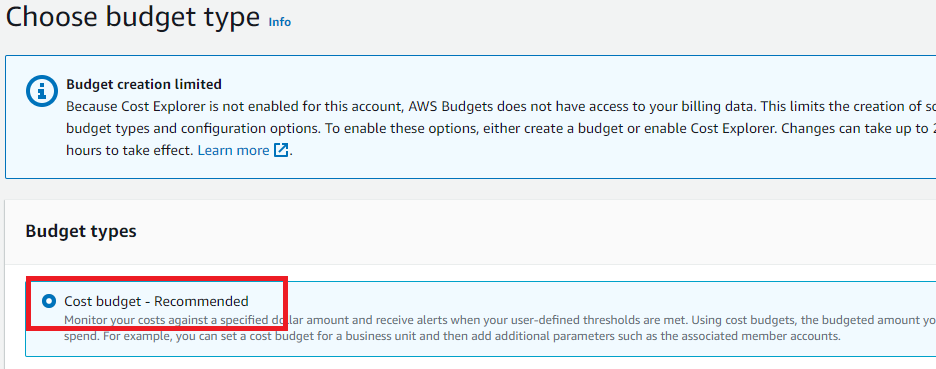 Choose budget type Info
Budget creation limited
Because Cost Explorer is not enabled for this account, AWS Budgets does not have access to your billing data. This limits the creation of
budget types and configuration options. To enable these options, either create a budget or enable Cost Explorer. Changes can take up to
hours to take effect. Learn more.
Budget types
Cost budget - Recommended
Monitor your costs against a specified dollar amount and receive alerts when your user-defined thresholds are met. Using cost budgets, the budgeted amount
spend. For example, you can set a cost budget for a business unit and then add additional parameters such as the associated member accounts.